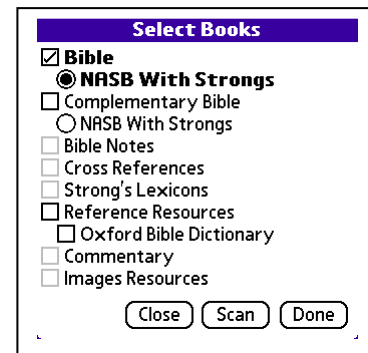 Select Books
Bible
NASB With Strongs
Complementary Bible
NASB With Strongs
Bible Notes
Cross References
Strong's Lexicons
Reference Resources
Oxford Bible Dictionary
Commentary
Images Resources
Close Scan Done